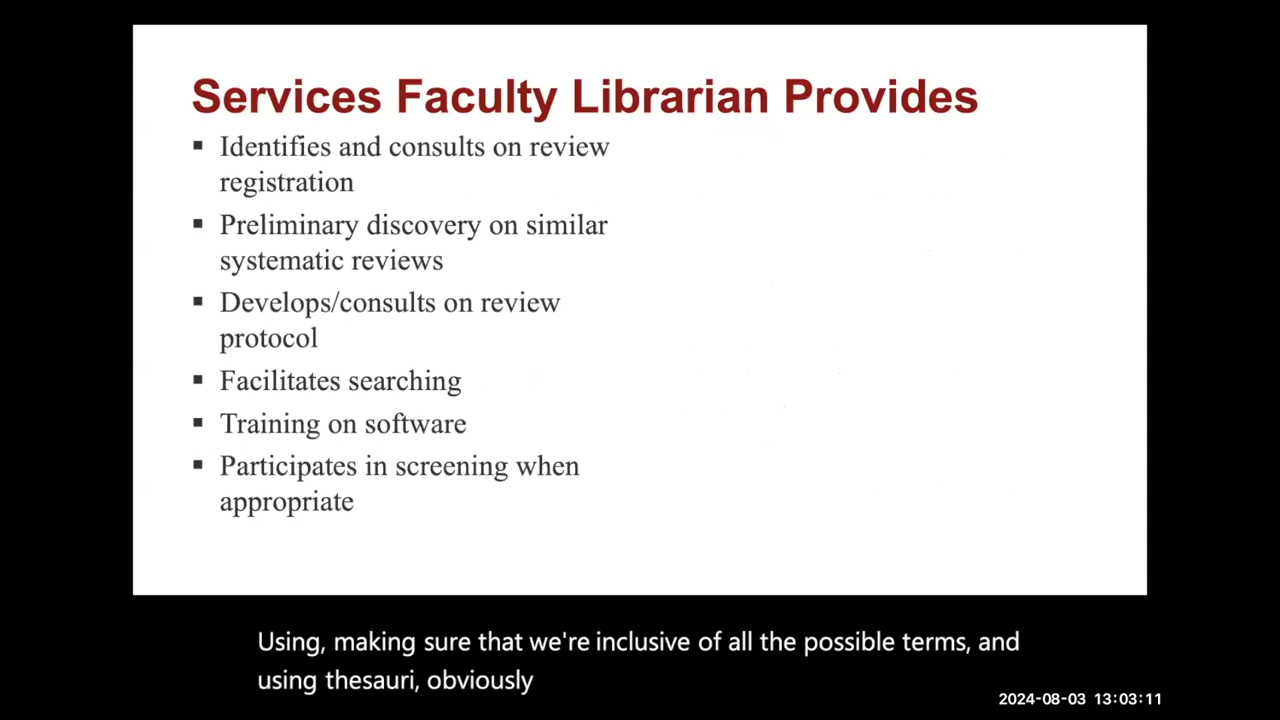 Services Faculty Librarian Provides
▪ Identifies and consults on review
registration
▪ Preliminary discovery on similar
systematic reviews
▪ Develops/consults on review
protocol
▪ Facilitates searching
▪ Training on software
▪ Participates in screening when
appropriate
Using, making sure that we're inclusive of all the possible terms, and
using thesauri, obviously
2024-08-03 13:03:11